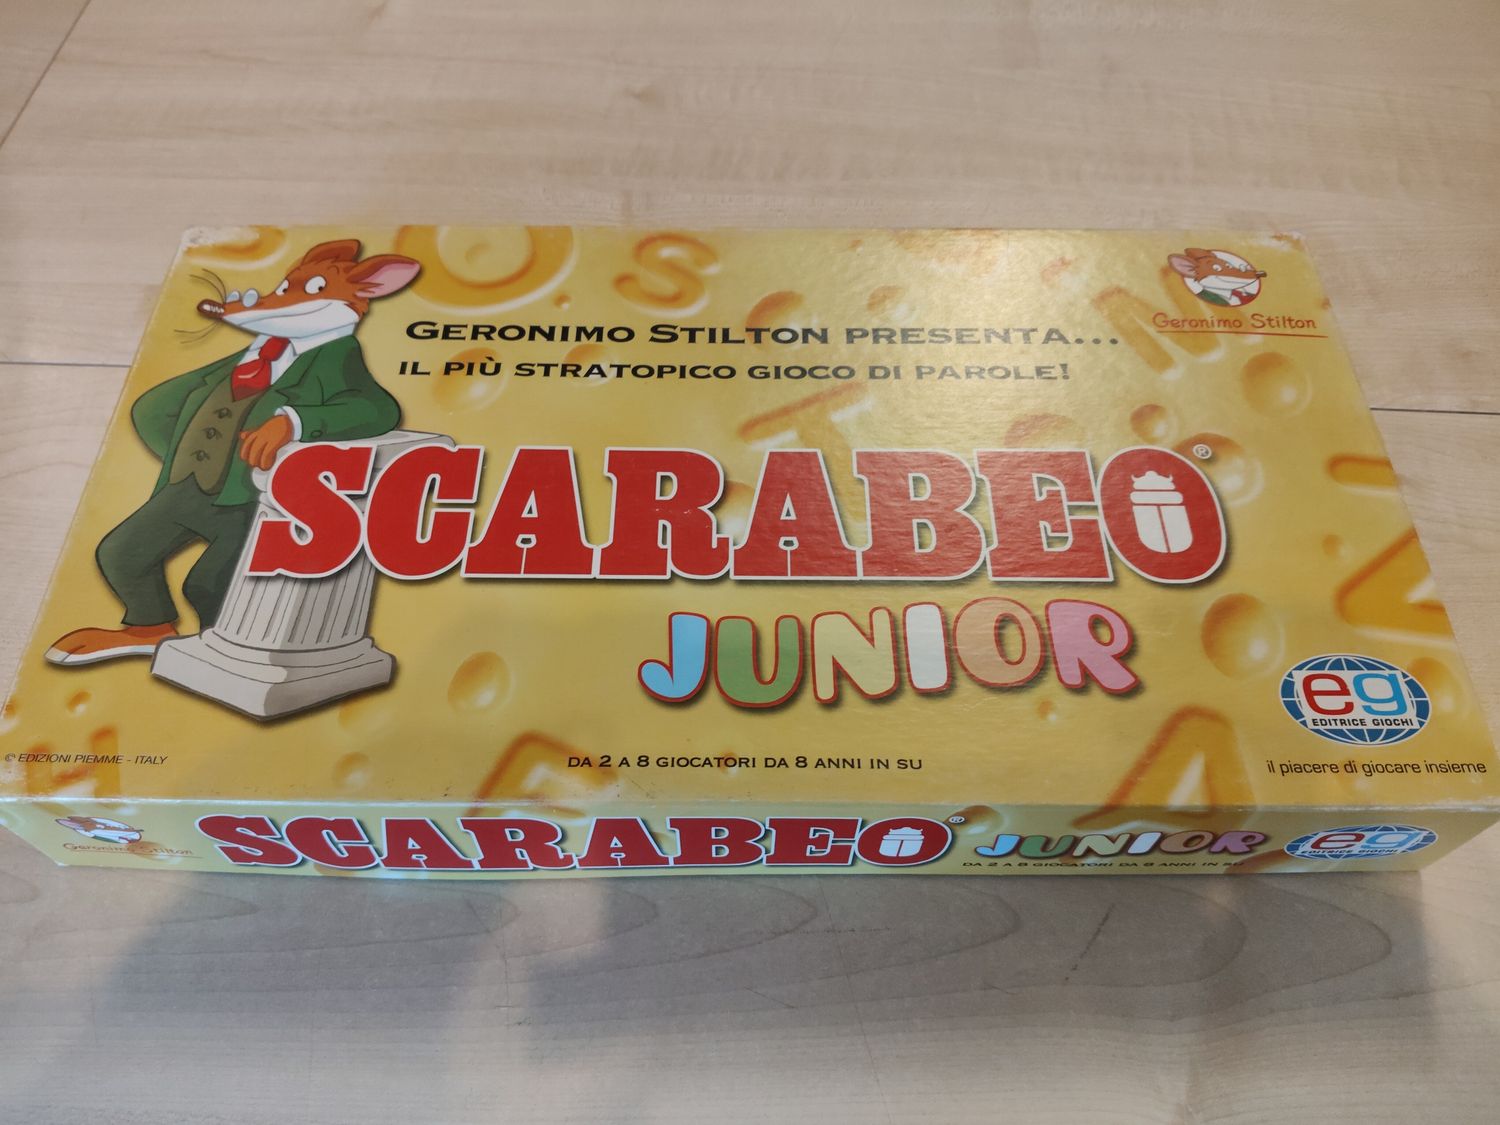 GERONIMO STILTON PRESENTA...
IL PIÙ STRATOPICO GIOCO DI PAROLE!
Geronimo Stilton
SCARABEO®
JUNIOR
eg
EDITRICE GIOCHI
il piacere di giocare insieme
© EDIZIONI PIEMME - ITALY
DA 2 A 8 GIOCATORI DA 8 ANNI IN SU
Geronimo Stilton
SCARABEO® JUNIOR
DA 2 A 8 GIOCATORI DA 8 ANNI IN SU
eg
EDITRICE GIOCHI